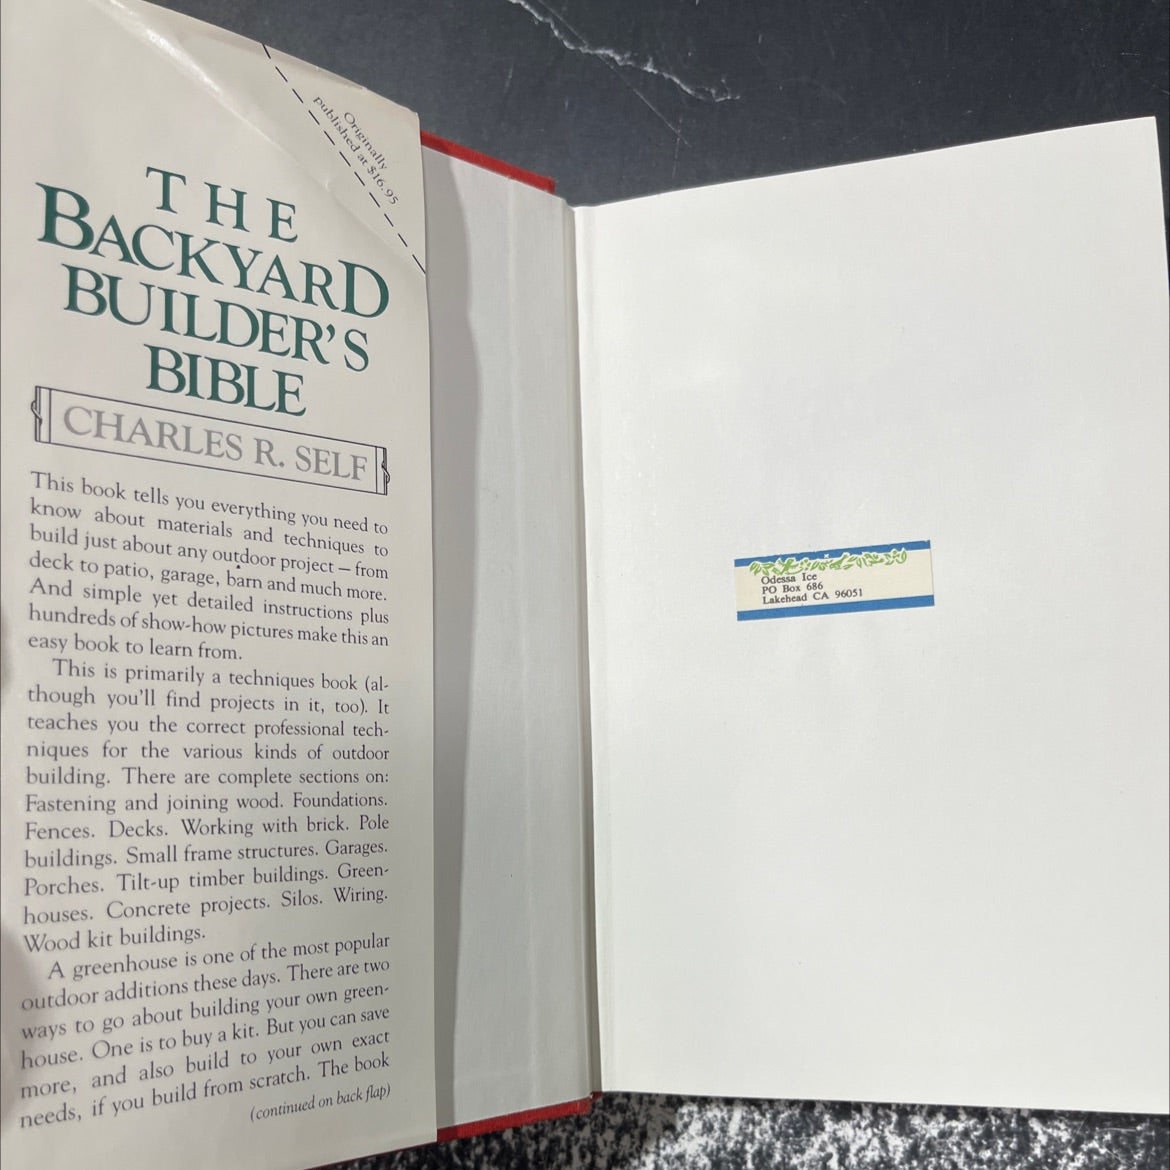 Originally
published at $16.95
THE
BACKYARD
BUILDER'S
BIBLE
CHARLES R. SELF
This book tells you everything you need to
know about materials and techniques to
build just about any outdoor project — from
deck to patio, garage, barn and much more.
And simple yet detailed instructions plus
hundreds of show-how pictures make this an
easy book to learn from.
This is primarily a techniques book (al-
though you'll find projects in it, too). It
teaches you the correct professional tech-
niques for the various kinds of outdoor
building. There are complete sections on:
Fastening and joining wood. Foundations.
Fences. Decks. Working with brick. Pole
buildings. Small frame structures. Garages.
Porches. Tilt-up timber buildings. Green-
houses. Concrete projects. Silos. Wiring.
Wood kit buildings.
A greenhouse is one of the most popular
outdoor additions these days. There are two
ways to go about building your own green-
house. One is to buy a kit. But you can save
more, and also build to your own exact
needs, if you build from scratch. The book
(continued on back flap)
Odessa Ice
PO Box 686
Lakehead CA 96051